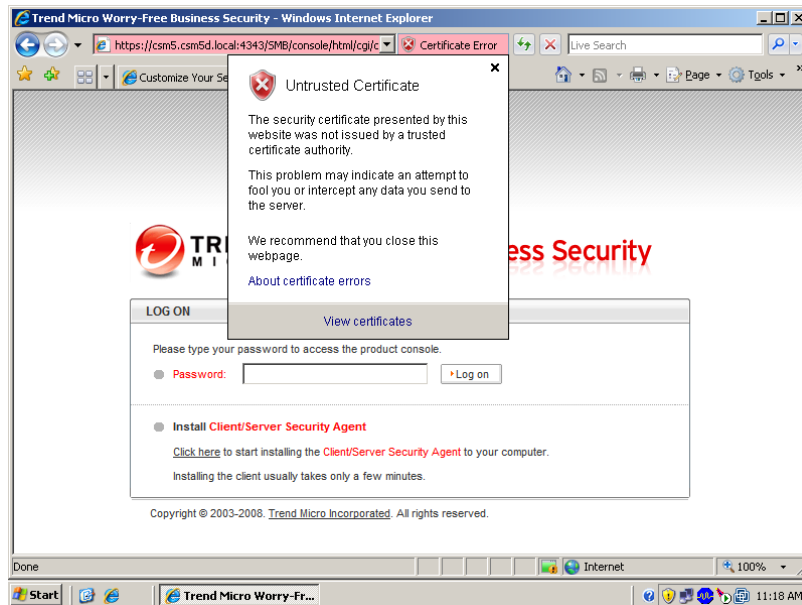 Trend Micro Worry-Free Business Security - Windows Internet Explorer
https://csm5.csm5d.local:4343/SMB/console/html/cgi/c
Certificate Error
Live Search
Customize Your Se
Page
Tools
»
Untrusted Certificate
The security certificate presented by this
website was not issued by a trusted
certificate authority.
This problem may indicate an attempt to
fool you or intercept any data you send to
the server.
We recommend that you close this
webpage.
About certificate errors
View certificates
TRE
MI
ess Security
LOG ON
Please type your password to access the product console.
Password:
Log on
Install Client/Server Security Agent
Click here to start installing the Client/Server Security Agent to your computer.
Installing the client usually takes only a few minutes.
Copyright © 2003-2008. Trend Micro Incorporated. All rights reserved.
Done
Internet
100%
Start
Trend Micro Worry-Fr...
11:18 AM